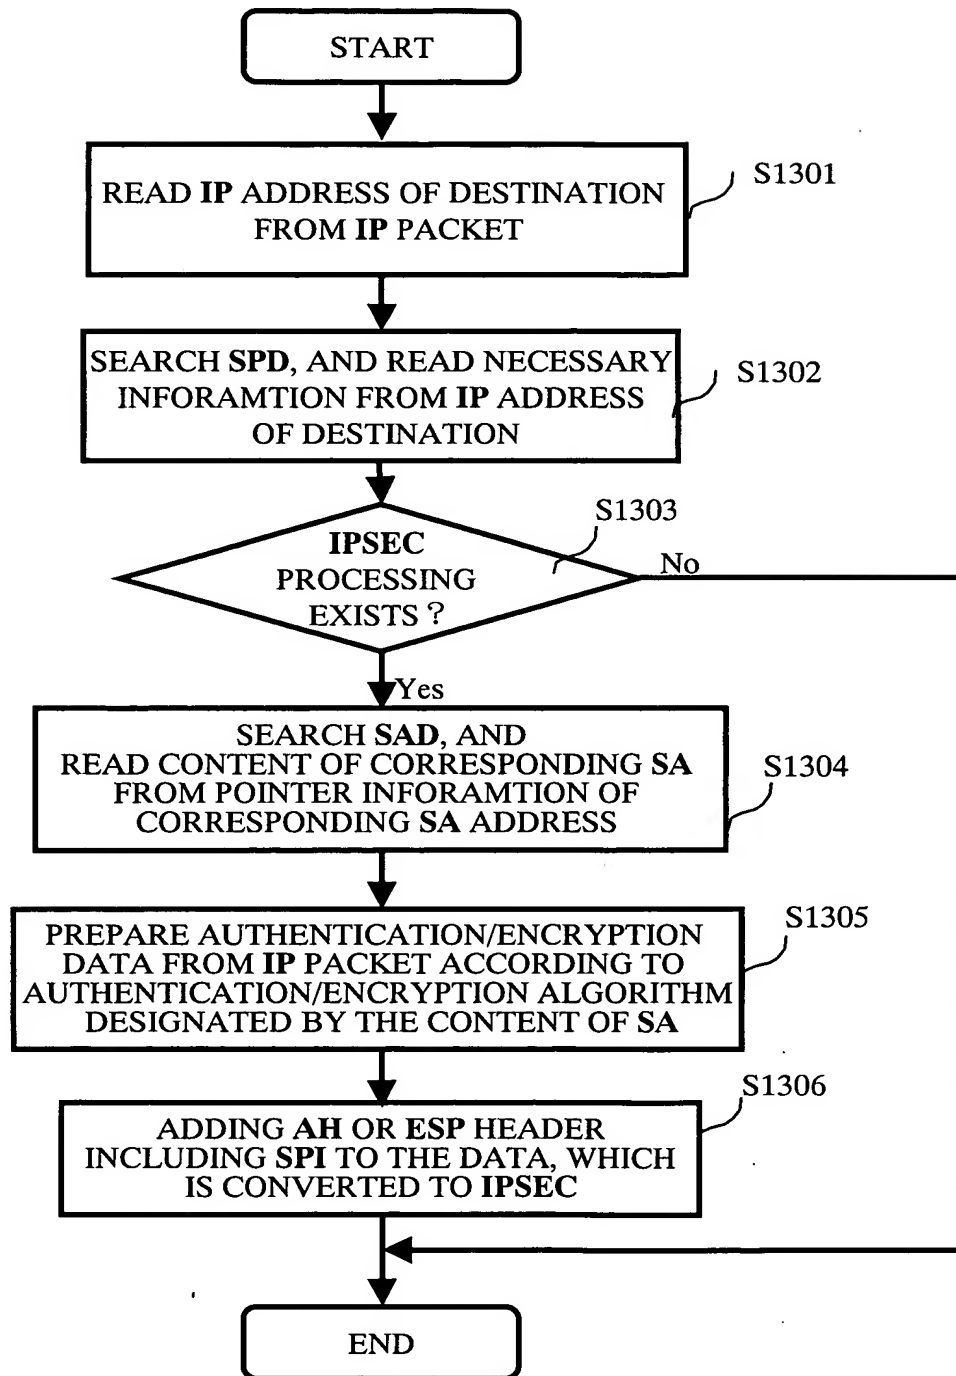 START
READ IP ADDRESS OF DESTINATION
FROM IP PACKET
S1301
SEARCH SPD, AND READ NECESSARY
INFORAMTION FROM IP ADDRESS
OF DESTINATION
S1302
IPSEC
PROCESSING
EXISTS ?
S1303
No
Yes
SEARCH SAD, AND
READ CONTENT OF CORRESPONDING SA
FROM POINTER INFORAMTION OF
CORRESPONDING SA ADDRESS
S1304
PREPARE AUTHENTICATION/ENCRYPTION
DATA FROM IP PACKET ACCORDING TO
AUTHENTICATION/ENCRYPTION ALGORITHM
DESIGNATED BY THE CONTENT OF SA
S1305
ADDING AH OR ESP HEADER
INCLUDING SPI TO THE DATA, WHICH
IS CONVERTED TO IPSEC
S1306
END